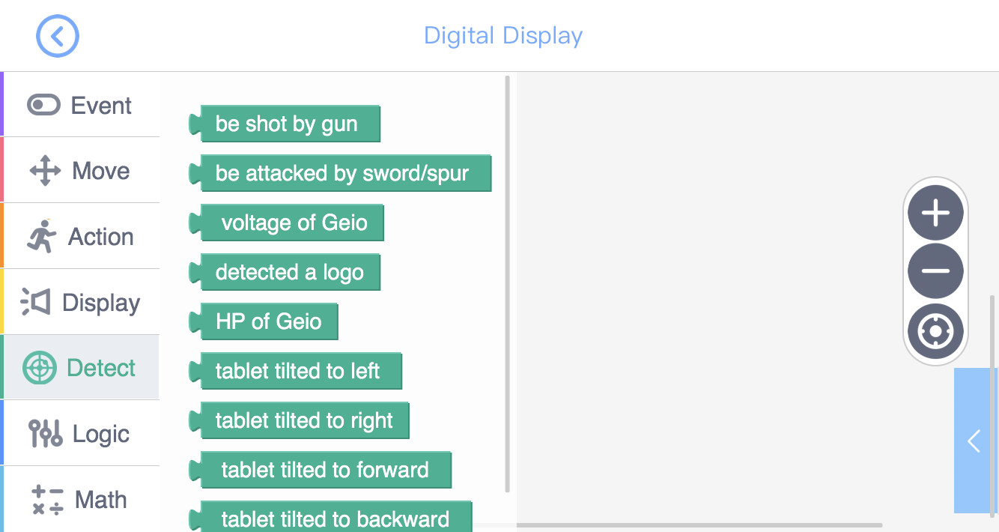 Digital Display
Event
Move
Action
Display
Detect
Logic
Math
be shot by gun
be attacked by sword/spur
voltage of Geio
detected a logo
HP of Geio
tablet tilted to left
tablet tilted to right
tablet tilted to forward
tablet tilted to backward